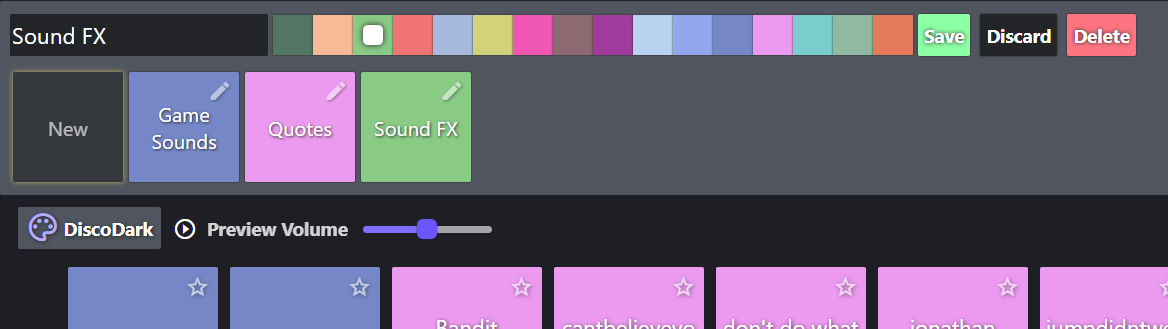 Sound FX
Save
Discard
Delete
New
Game
Sounds
Quotes
Sound FX
DiscoDark
Preview Volume
Bandit
cantbelieveyo
don't do what
jonathan
jumpdidntwo